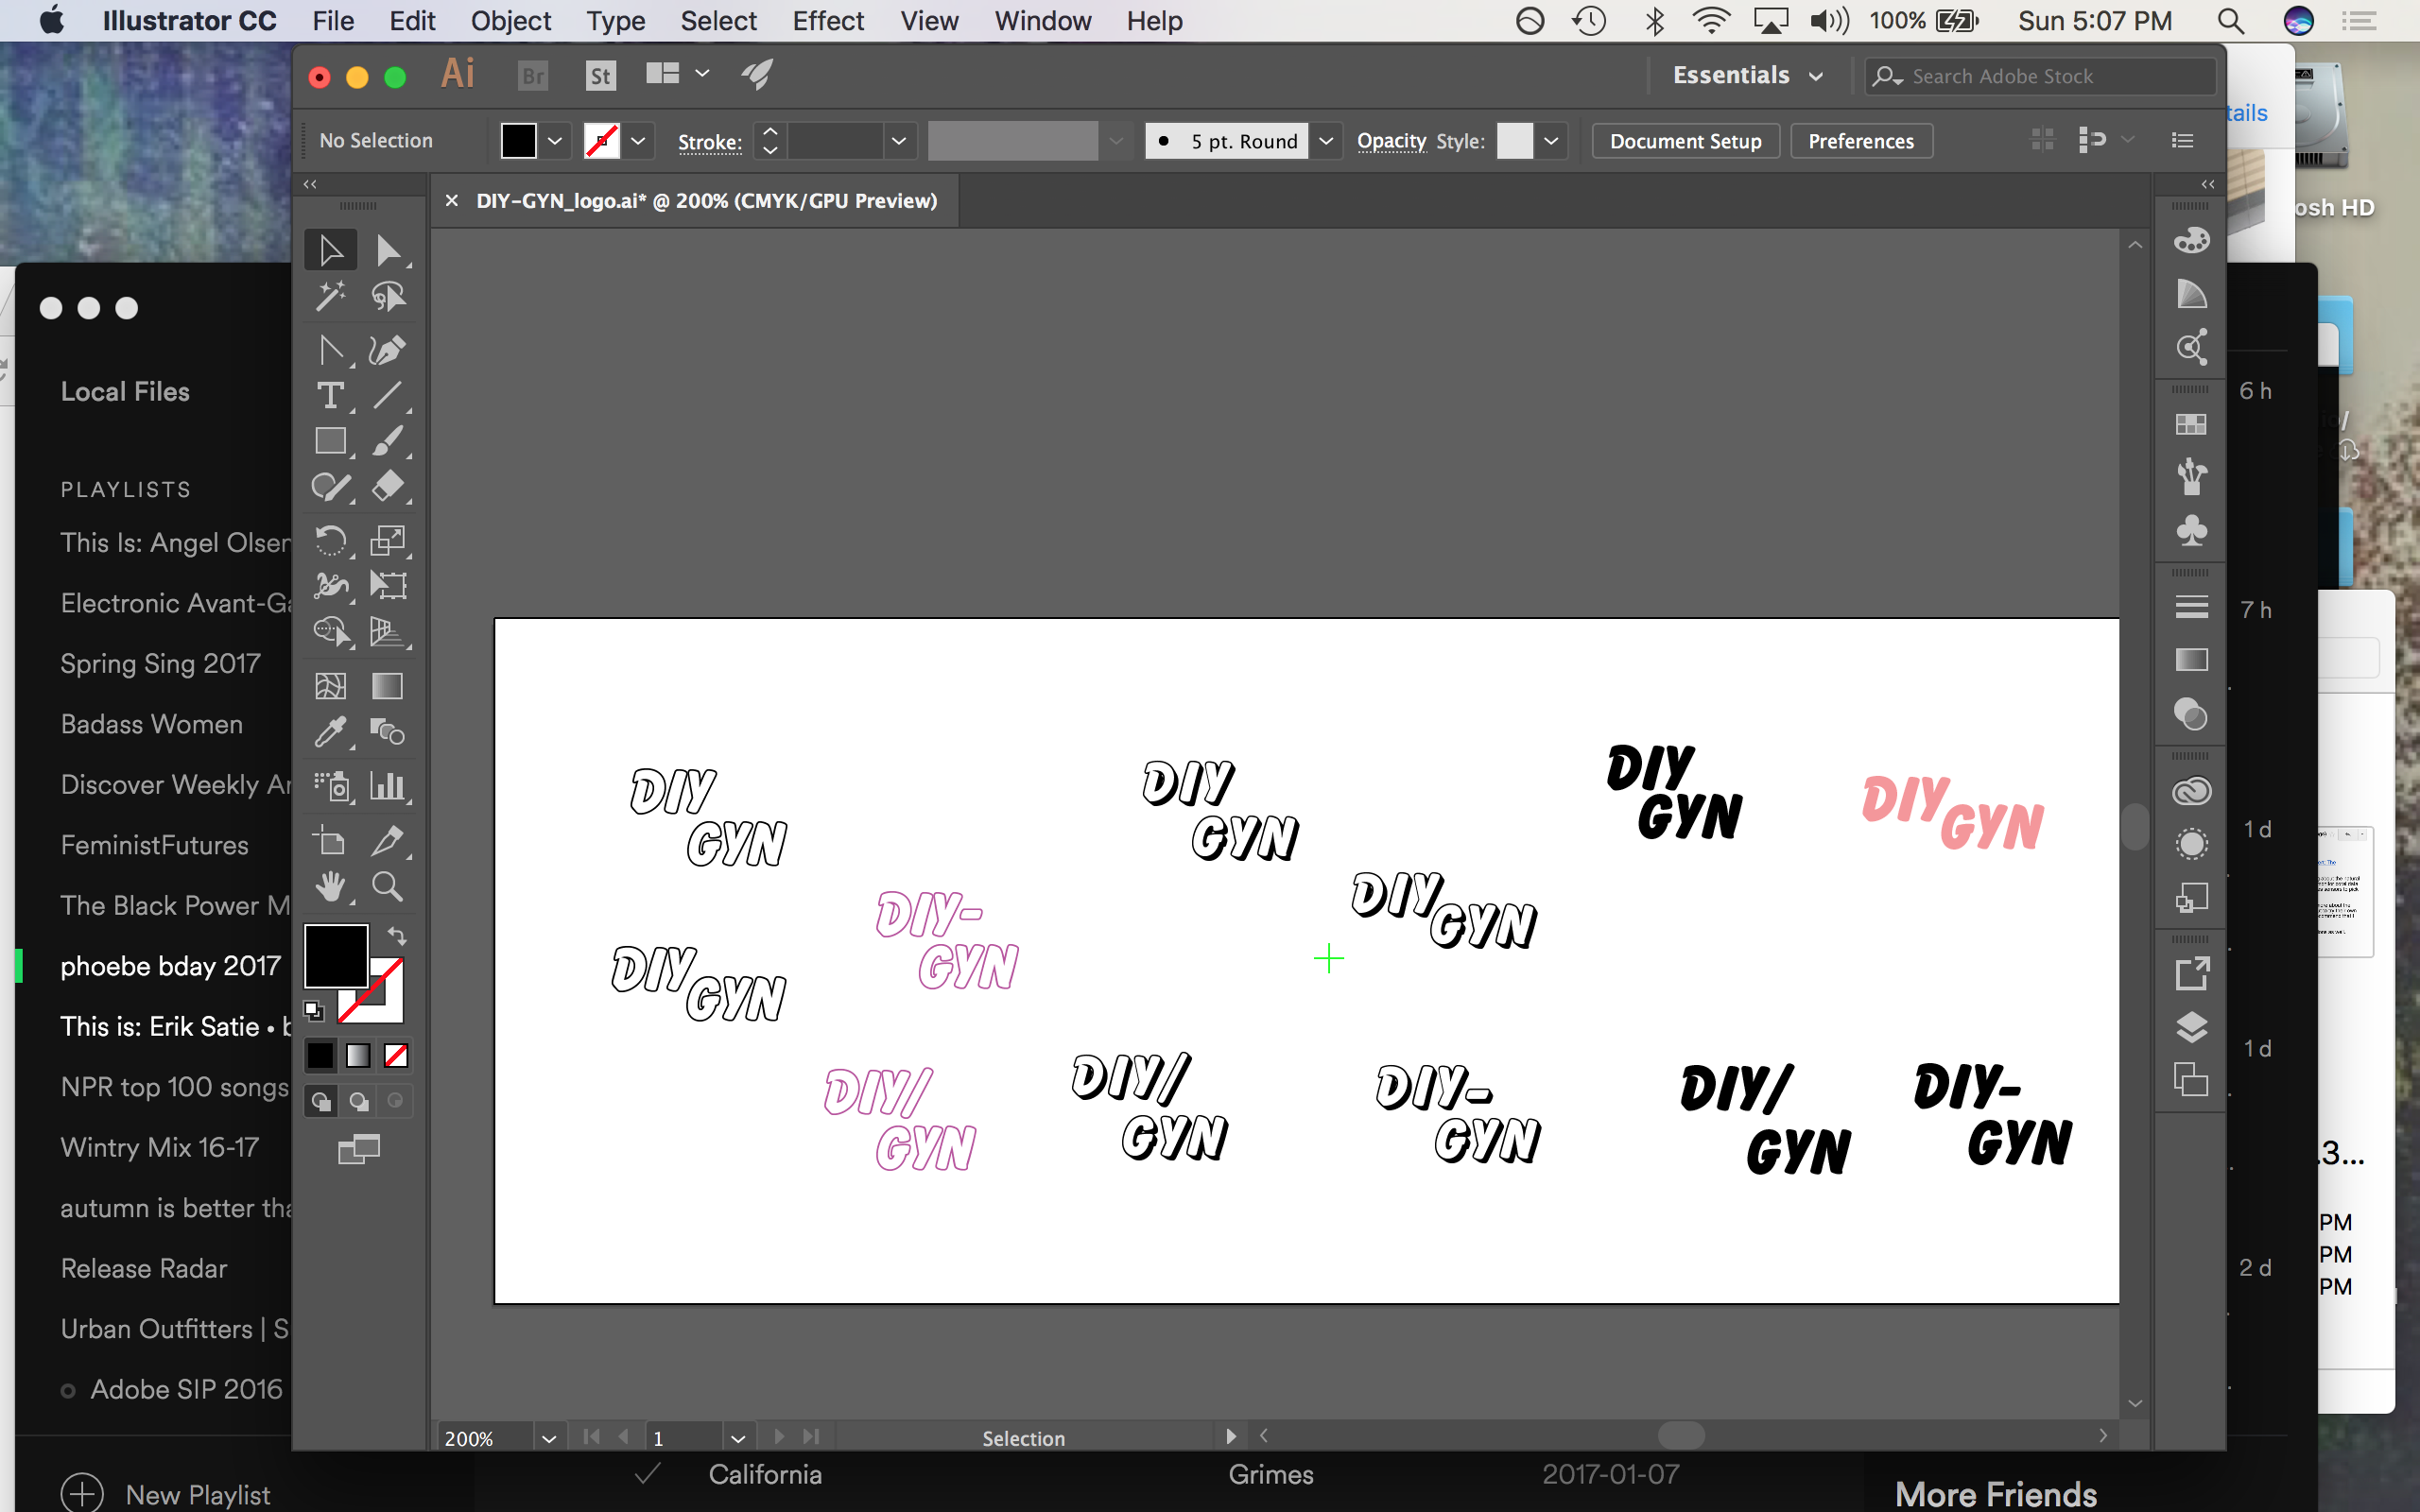 Illustrator CC File Edit Object Type Select Effect View Window Help 100% Sun 5:07 PM
Ai Br St Essentials Search Adobe Stock
tails
No Selection Stroke: 5 pt. Round Opacity Style: Document Setup Preferences
× DIY-GYN_logo.ai* @ 200% (CMYK/GPU Preview)
osh HD
Local Files
PLAYLISTS
This Is: Angel Olsen
Electronic Avant-Ga
Spring Sing 2017
Badass Women
Discover Weekly Ar
FeministFutures
The Black Power M
phoebe bday 2017
This is: Erik Satie • b
NPR top 100 songs
Wintry Mix 16-17
autumn is better tha
Release Radar
Urban Outfitters | S
Adobe SIP 2016
New Playlist
DIY
GYN
DIY
GYN
DIY
GYN
DIY
GYN
DIY-
GYN
DIY
GYN
DIY
GYN
DIY/
GYN
DIY/
GYN
DIY-
GYN
DIY/
GYN
DIY-
GYN
6 h
7 h
1 d
1 d
2 d
.3...
PM
PM
PM
200% 1 Selection
California Grimes 2017-01-07
More Friends